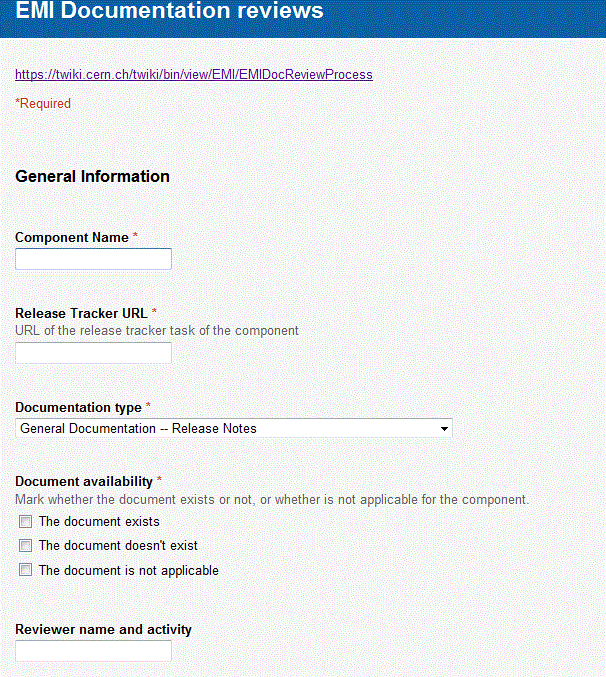 EMI Documentation reviews
https://twiki.cern.ch/twiki/bin/view/EMI/EMIDocReviewProcess
*Required
General Information
Component Name *
Release Tracker URL *
URL of the release tracker task of the component
Documentation type *
General Documentation -- Release Notes
Document availability *
Mark whether the document exists or not, or whether is not applicable for the component.
The document exists
The document doesn't exist
The document is not applicable
Reviewer name and activity